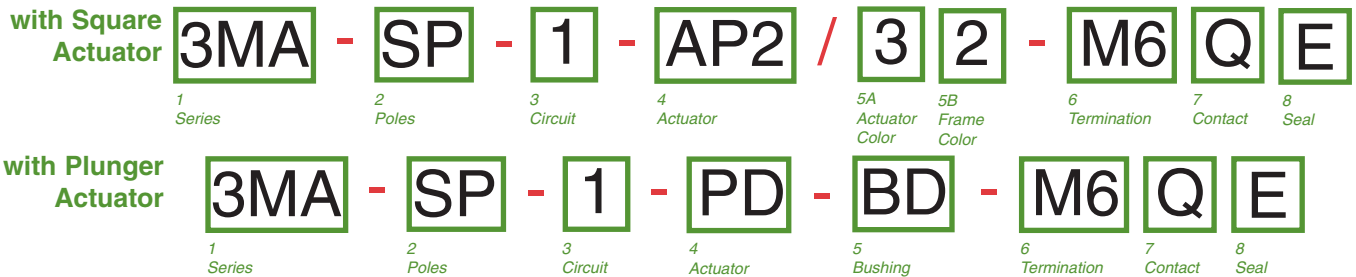 with Square
Actuator
3MA - SP - 1 - AP2 / 3 2 - M6 Q E
1 2 3 4 5A 5B 6 7 8
Series Poles Circuit Actuator Actuator Frame Termination Contact Seal
Color Color
with Plunger
Actuator
3MA - SP - 1 - PD - BD - M6 Q E
1 2 3 4 5 6 7 8
Series Poles Circuit Actuator Bushing Termination Contact Seal